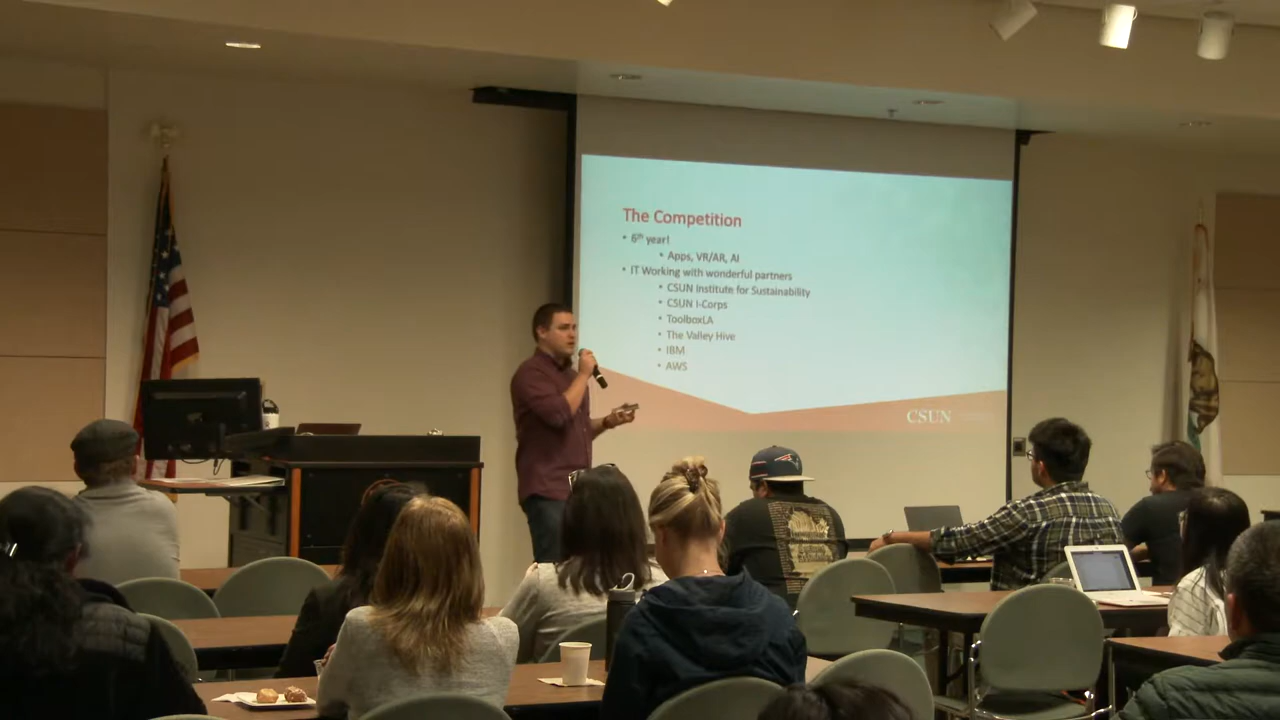 The Competition
• 6th year!
• Apps, VR/AR, AI
• IT Working with wonderful partners
• CSUN Institute for Sustainability
• CSUN I-Corps
• ToolboxLA
• The Valley Hive
• IBM
• AWS
CSUN